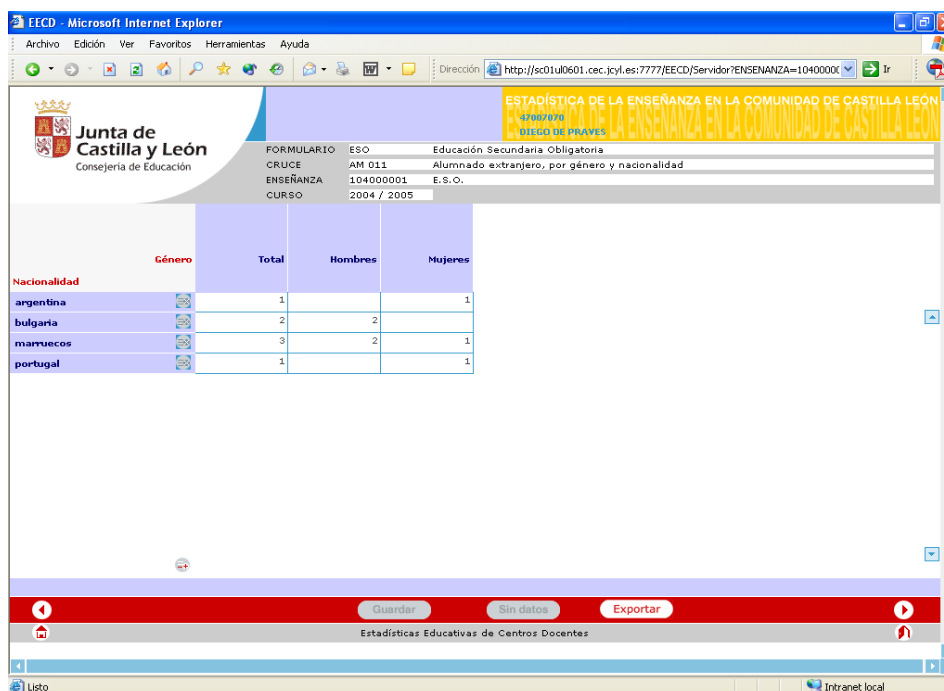 EECD - Microsoft Internet Explorer
Archivo Edición Ver Favoritos Herramientas Ayuda
Dirección http://sc01ul0601.cec.jcyl.es:7777/EECD/Servidor?ENSENANZA=1040000( Ir
ESTADÍSTICA DE LA ENSEÑANZA EN LA COMUNIDAD DE CASTILLA LEÓN
47007070
DIEGO DE PRAVES
Junta de
Castilla y León
Consejería de Educación
FORMULARIO ESO Educación Secundaria Obligatoria
CRUCE AM 011 Alumnado extranjero, por género y nacionalidad
ENSEÑANZA 104000001 E.S.O.
CURSO 2004 / 2005
Género Total Hombres Mujeres
Nacionalidad
argentina 1 1
bulgaria 2 2
marruecos 3 2 1
portugal 1 1
Guardar Sin datos Exportar
Estadísticas Educativas de Centros Docentes
Listo Intranet local